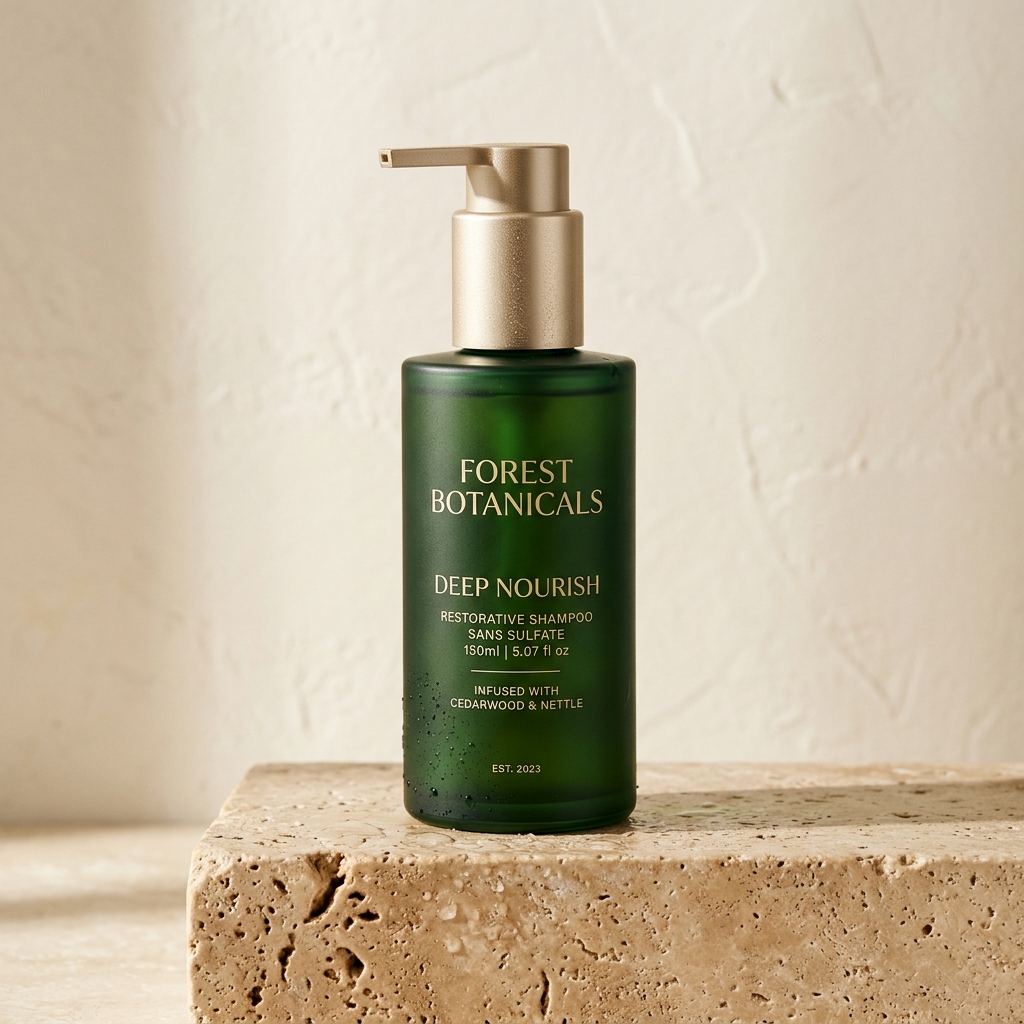 FOREST
BOTANICALS
DEEP NOURISH
RESTORATIVE SHAMPOO
SANS SULFATE
150ml | 5.07 fl oz
INFUSED WITH
CEDARWOOD & NETTLE
EST. 2023